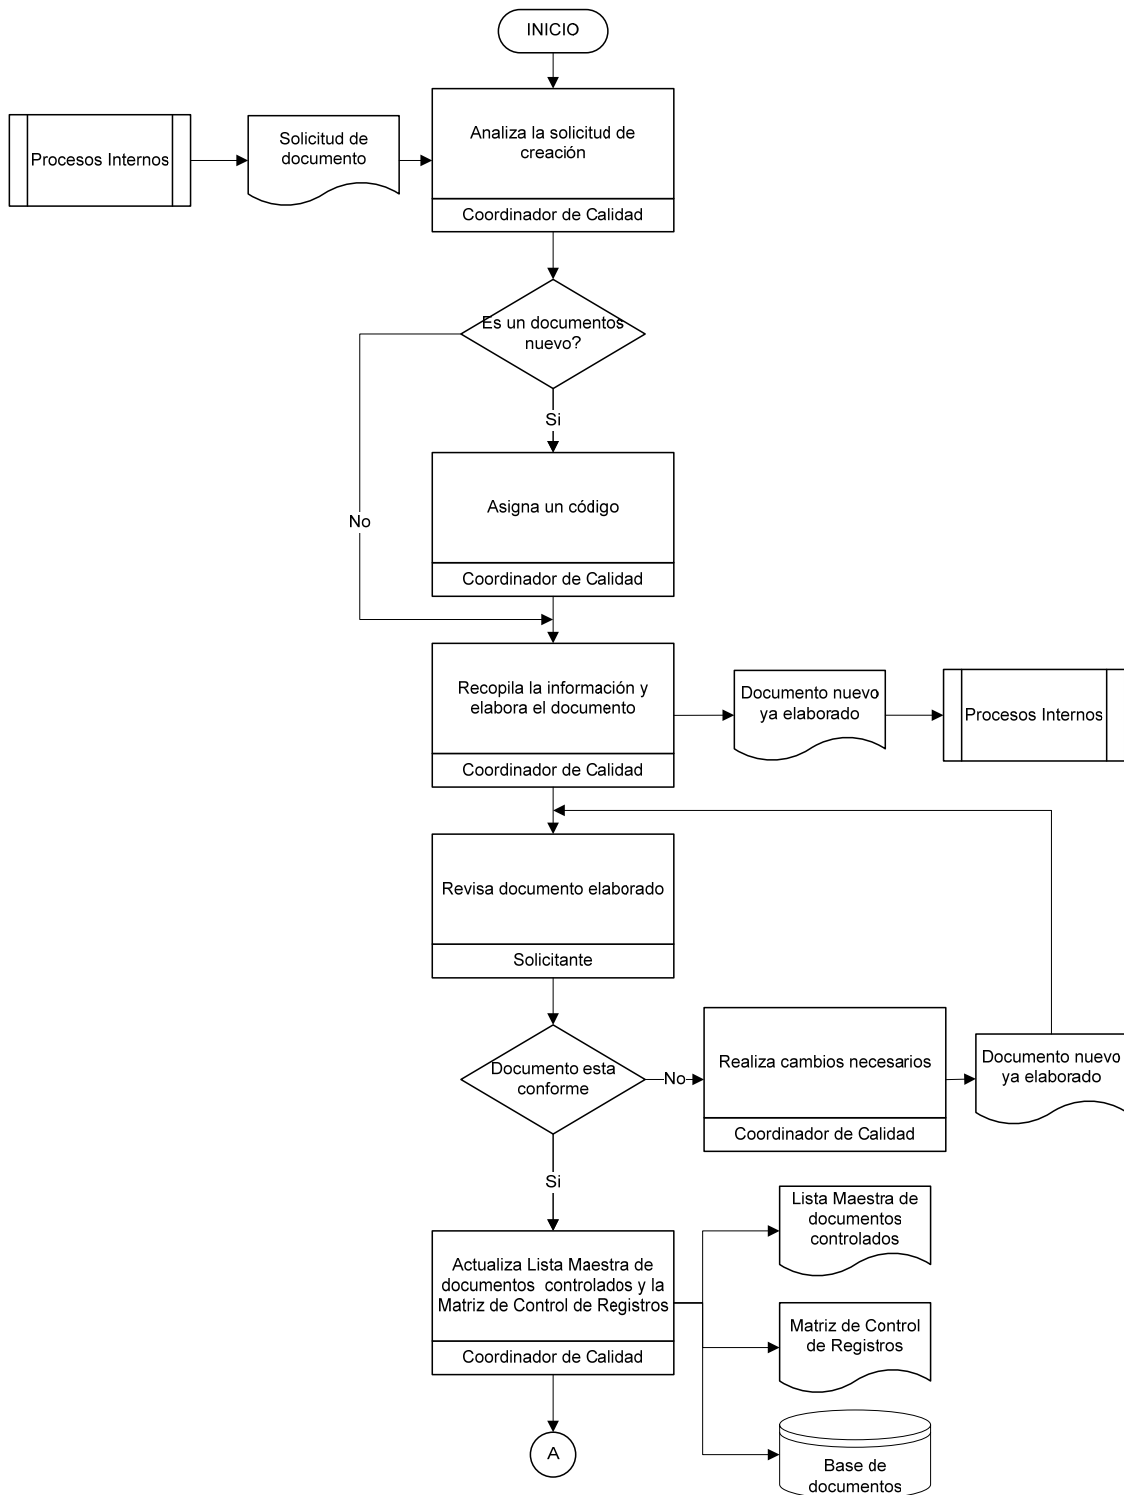 INICIO
Procesos Internos
Solicitud de
documento
Analiza la solicitud de
creación
Coordinador de Calidad
Es un documentos
nuevo?
Si
No
Asigna un código
Coordinador de Calidad
Recopila la información y
elabora el documento
Coordinador de Calidad
Documento nuevo
ya elaborado
Procesos Internos
Revisa documento elaborado
Solicitante
Documento esta
conforme
No
Realiza cambios necesarios
Coordinador de Calidad
Documento nuevo
ya elaborado
Si
Actualiza Lista Maestra de
documentos controlados y la
Matriz de Control de Registros
Coordinador de Calidad
Lista Maestra de
documentos
controlados
Matriz de Control
de Registros
Base de
documentos
A